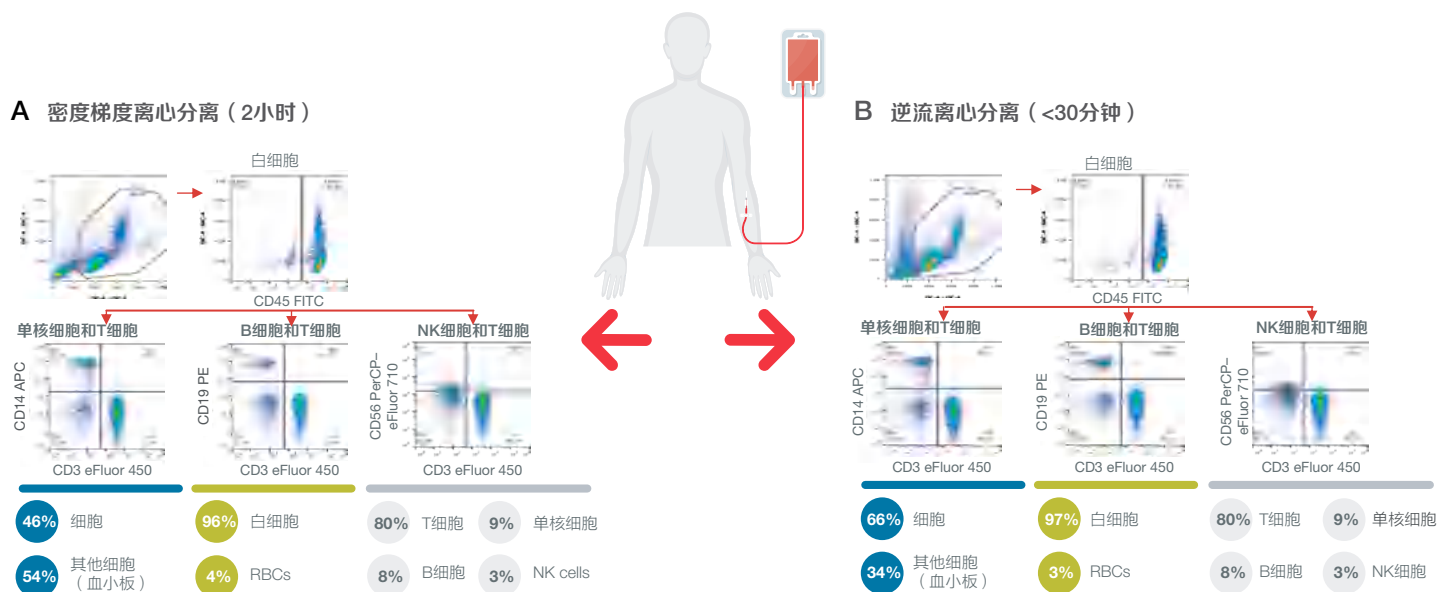 A 密度梯度离心分离（2小时）
白细胞
CD45 FITC
单核细胞和T细胞
B细胞和T细胞
NK细胞和T细胞
CD14 APC
CD19 PE
CD56 PerCP–
eFluor 710
CD3 eFluor 450
CD3 eFluor 450
CD3 eFluor 450
46% 细胞
96% 白细胞
80% T细胞
9% 单核细胞
54% 其他细胞
（血小板）
4% RBCs
8% B细胞
3% NK cells
B 逆流离心分离（<30分钟）
白细胞
CD45 FITC
单核细胞和T细胞
B细胞和T细胞
NK细胞和T细胞
CD14 APC
CD19 PE
CD56 PerCP–
eFluor 710
CD3 eFluor 450
CD3 eFluor 450
CD3 eFluor 450
66% 细胞
97% 白细胞
80% T细胞
9% 单核细胞
34% 其他细胞
（血小板）
3% RBCs
8% B细胞
3% NK细胞